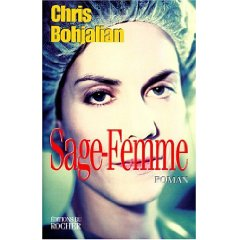 Chris
Bohjalian
Sage-Femme
ROMAN
ÉDITIONS DU
ROCHER